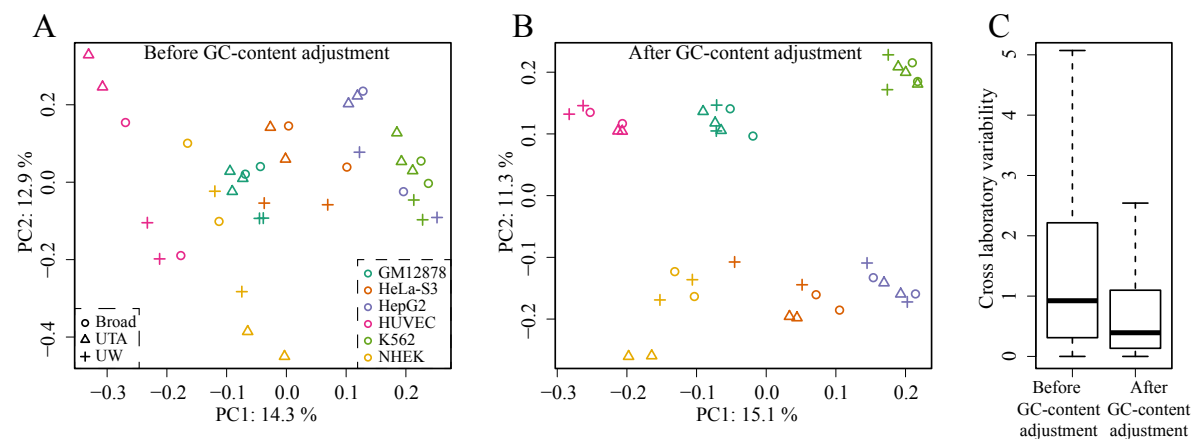 A
Before GC-content adjustment
PC2: 12.9 %
0.2
0.0
−0.2
−0.4
Broad
UTA
UW
GM12878
HeLa-S3
HepG2
HUVEC
K562
NHEK
−0.3 −0.2 −0.1 0.0 0.1 0.2
PC1: 14.3 %
B
After GC-content adjustment
PC2: 11.3 %
0.2
0.1
0.0
−0.1
−0.2
−0.3 −0.2 −0.1 0.0 0.1 0.2
PC1: 15.1 %
C
Cross laboratory variability
5
4
3
2
1
0
Before
GC-content
adjustment
After
GC-content
adjustment